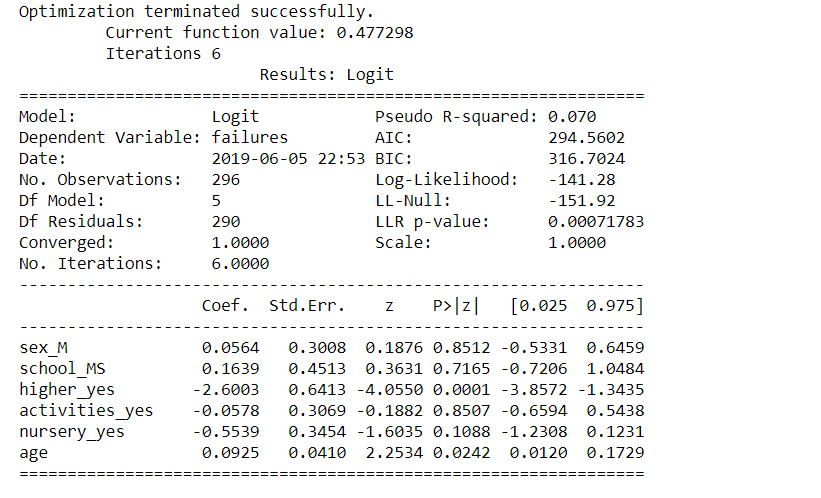 Optimization terminated successfully.
Current function value: 0.477298
Iterations 6
Results: Logit
=================================================================
Model: Logit Pseudo R-squared: 0.070
Dependent Variable: failures AIC: 294.5602
Date: 2019-06-05 22:53 BIC: 316.7024
No. Observations: 296 Log-Likelihood: -141.28
Df Model: 5 LL-Null: -151.92
Df Residuals: 290 LLR p-value: 0.00071783
Converged: 1.0000 Scale: 1.0000
No. Iterations: 6.0000
-----------------------------------------------------------------
Coef. Std.Err. z P>|z| [0.025 0.975]
-----------------------------------------------------------------
sex_M 0.0564 0.3008 0.1876 0.8512 -0.5331 0.6459
school_MS 0.1639 0.4513 0.3631 0.7165 -0.7206 1.0484
higher_yes -2.6003 0.6413 -4.0550 0.0001 -3.8572 -1.3435
activities_yes -0.0578 0.3069 -0.1882 0.8507 -0.6594 0.5438
nursery_yes -0.5539 0.3454 -1.6035 0.1088 -1.2308 0.1231
age 0.0925 0.0410 2.2534 0.0242 0.0120 0.1729
=================================================================